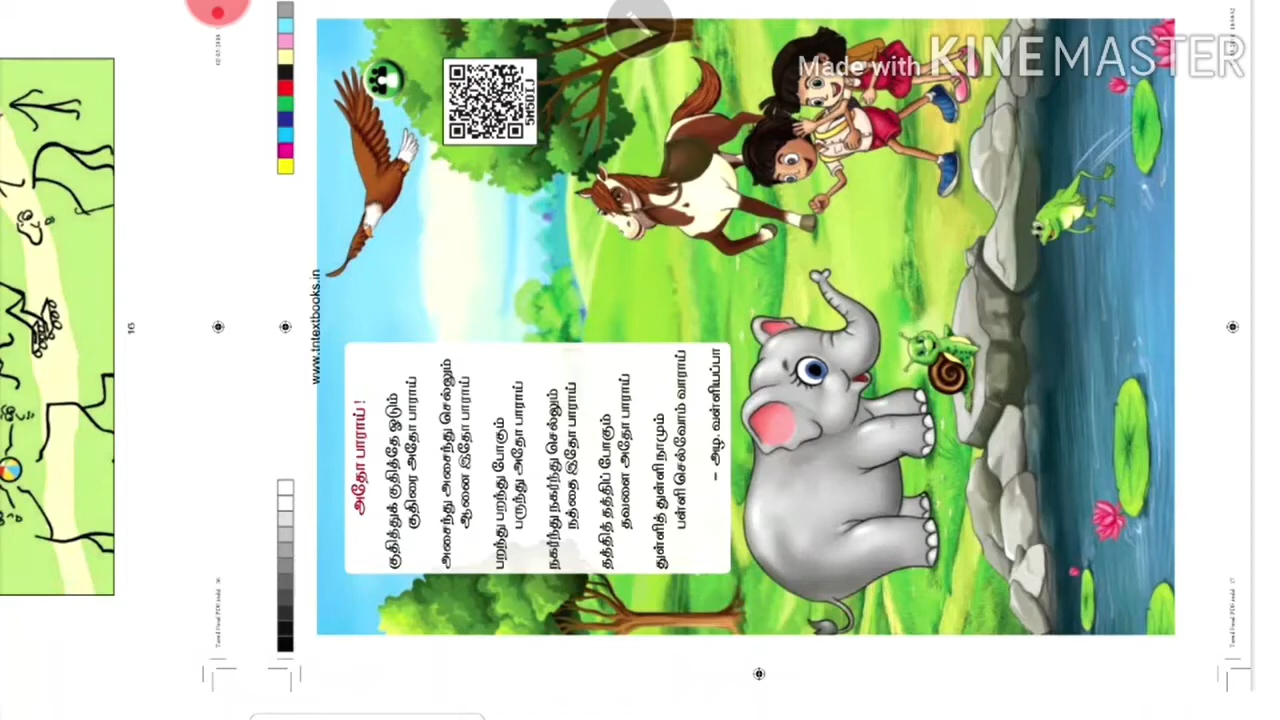 அதோ பாராய் !
குதித்துக் குதித்தே ஓடும்
குதிரை அதோ பாராய்
அசைந்து அசைந்து செல்லும்
ஆனை இதோ பாராய்
பறந்து பறந்து போகும்
பருந்து அதோ பாராய்
நகர்ந்து நகர்ந்து செல்லும்
நத்தை இதோ பாராய்
தத்தித் தத்திப் போகும்
தவளை அதோ பாராய்
துள்ளித் துள்ளி நாமும்
பள்ளி செல்வோம் வாராய்
– அழ. வள்ளியப்பா
www.tntextbooks.in
16
Made with KINEMASTER